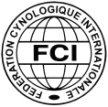 FEDERATION CYNOLOGIQUE INTERNATIONALE
FCI